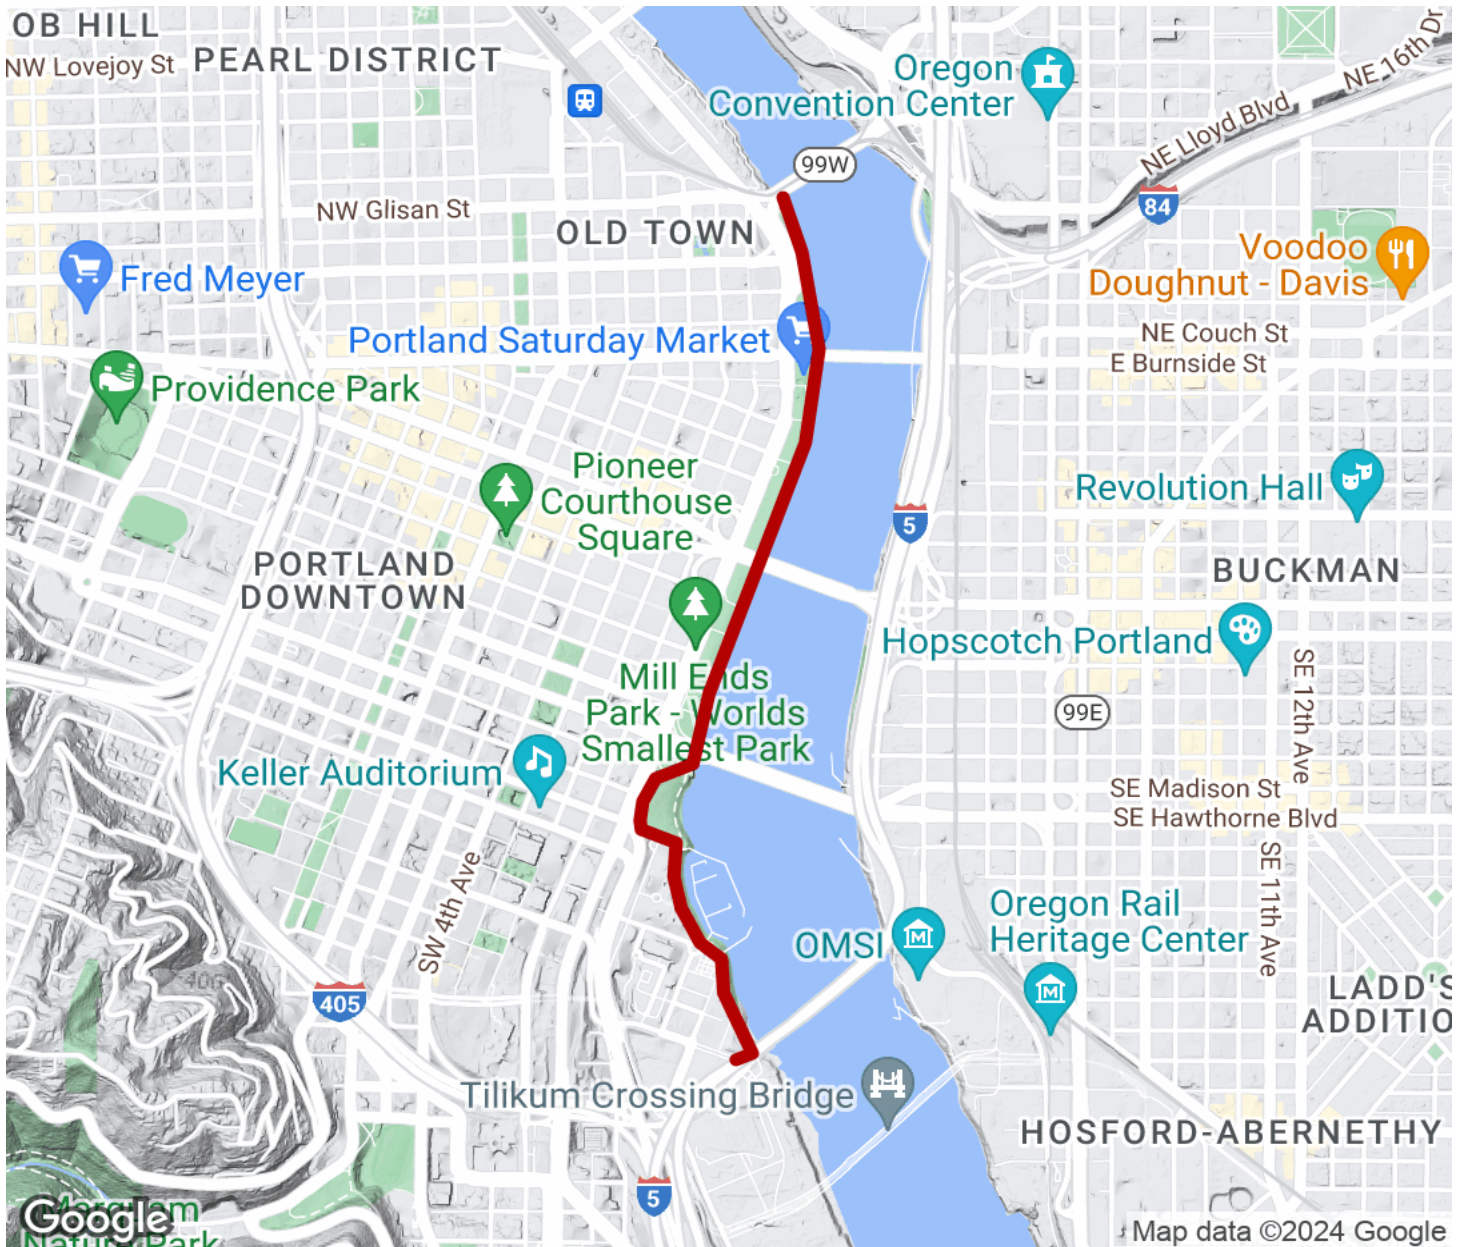 OB HILL
NW Lovejoy St
PEARL DISTRICT
NE 16th Dr
Oregon
Convention Center
NE Lloyd Blvd
99W
84
NW Glisan St
OLD TOWN
Voodoo
Doughnut - Davis
Fred Meyer
Portland Saturday Market
NE Couch St
E Burnside St
Providence Park
Pioneer
Courthouse
Square
Revolution Hall
5
PORTLAND
DOWNTOWN
BUCKMAN
Hopscotch Portland
Mill Ends
Park - Worlds
Smallest Park
SE 12th Ave
99E
Keller Auditorium
SE Madison St
SE Hawthorne Blvd
SE 11th Ave
SW 4th Ave
Oregon Rail
Heritage Center
OMSI
405
LADD'S
ADDITIO
Tilikum Crossing Bridge
HOSFORD-ABERNETHY
5
Marquam
Nature Park
Google
Map data ©2024 Google